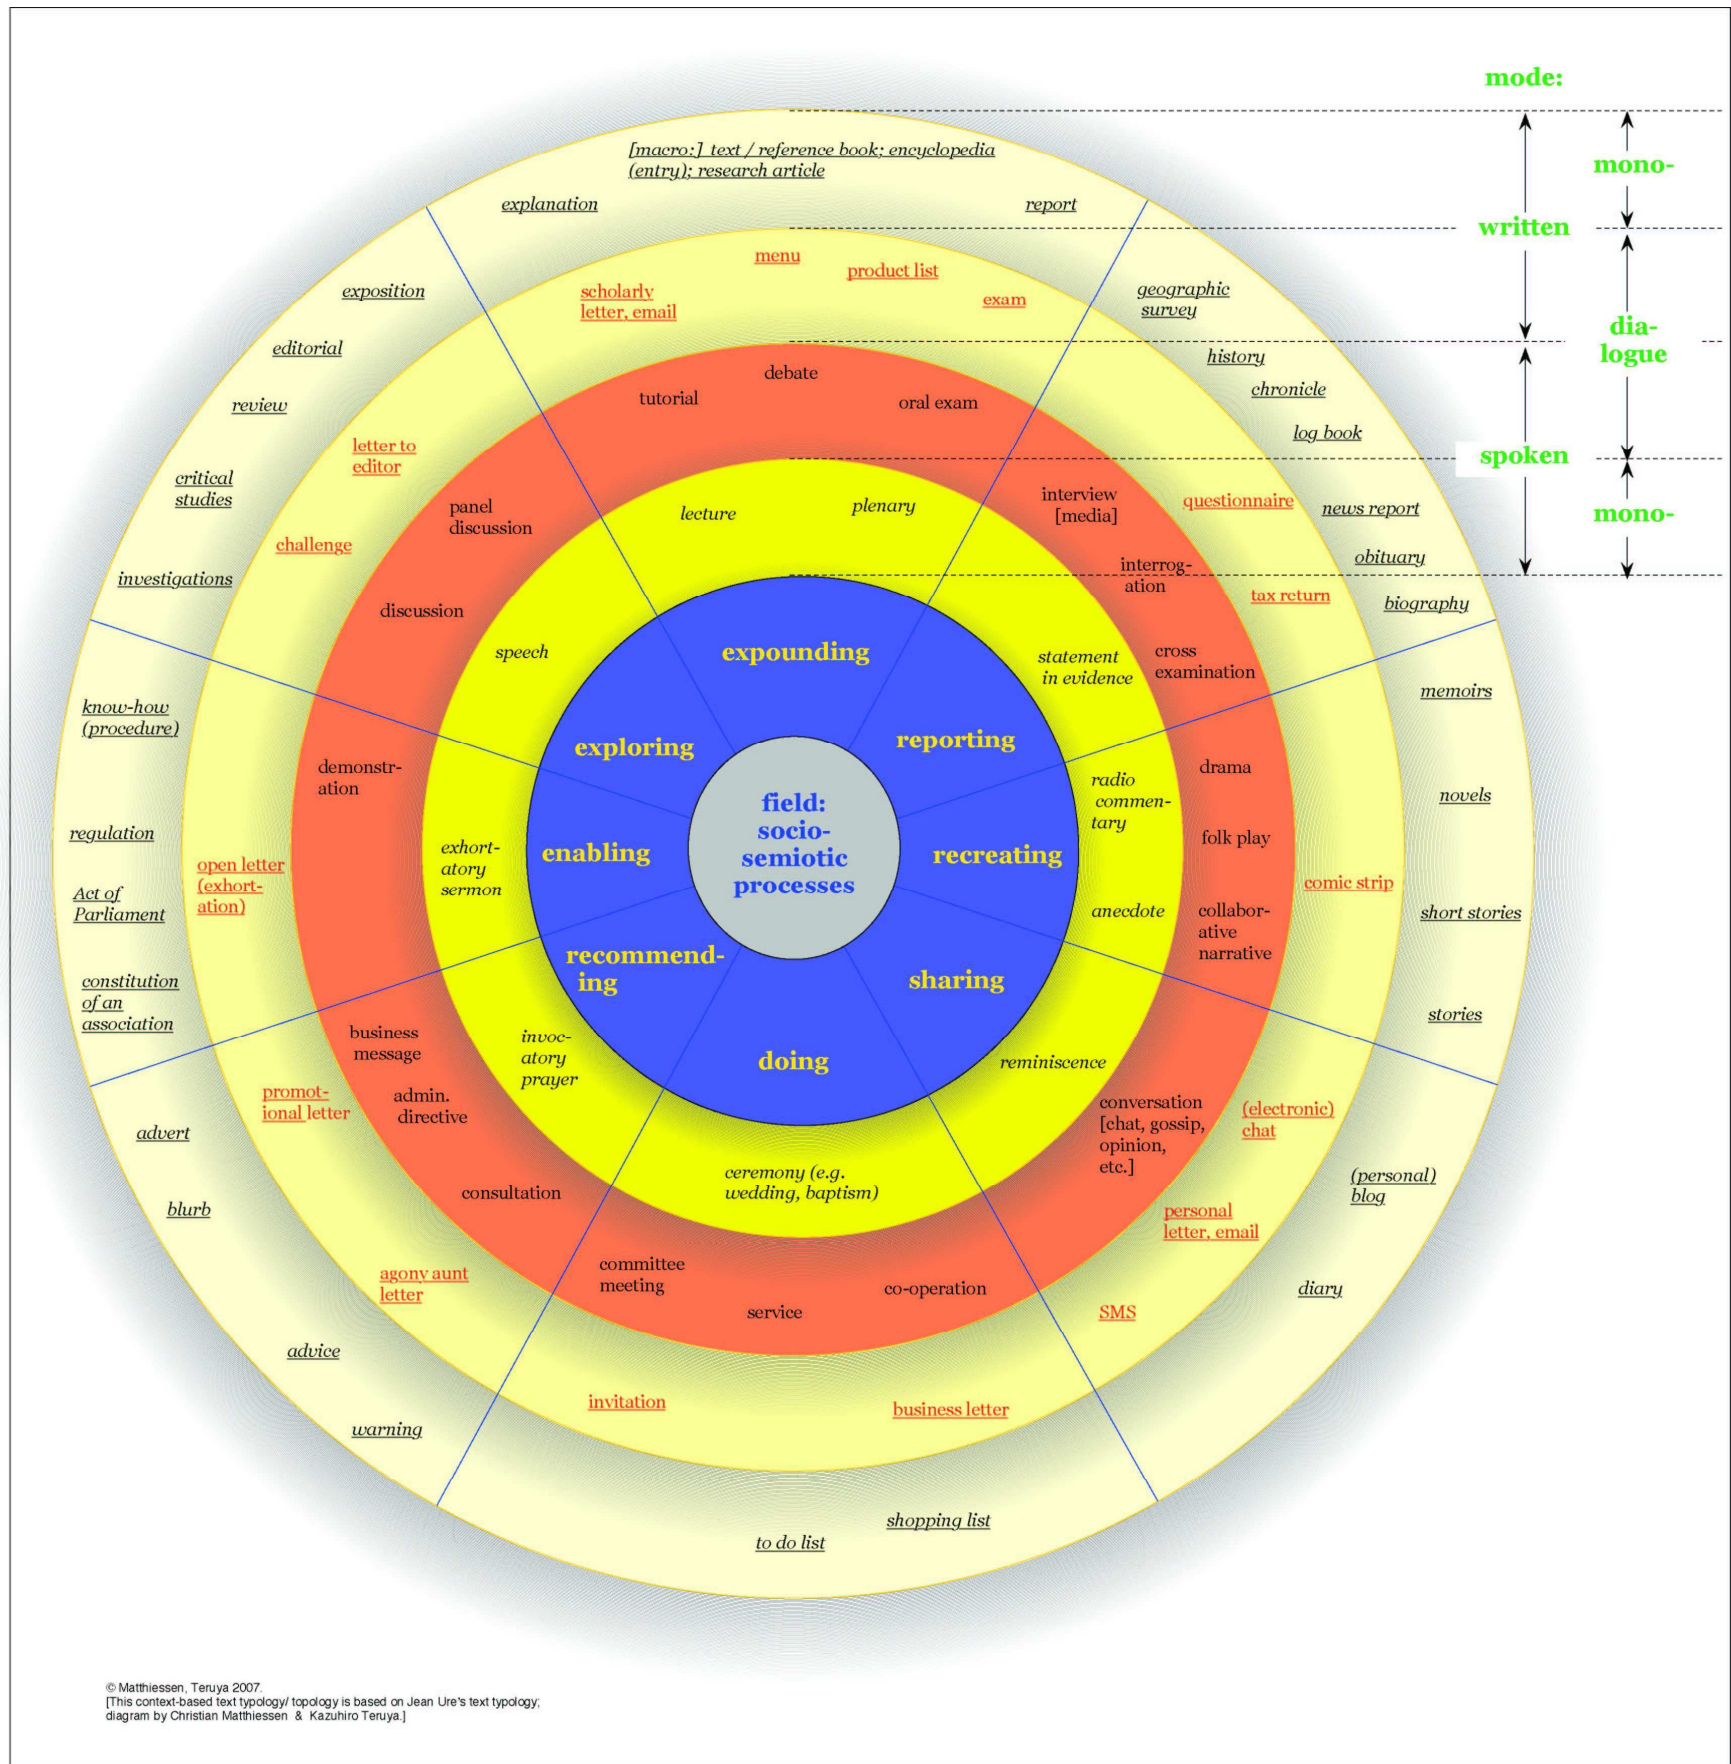 mode:
written
spoken
mono-
dia-
logue
mono-
[macro:] text / reference book; encyclopedia
(entry); research article
explanation
report
menu
product list
scholarly
letter, email
exam
debate
tutorial
oral exam
lecture
plenary
expounding
geographic
survey
history
chronicle
log book
news report
obituary
biography
questionnaire
tax return
interview
[media]
interrog-
ation
cross
examination
statement
in evidence
reporting
memoirs
novels
short stories
stories
comic strip
drama
folk play
collabor-
ative
narrative
radio
commen-
tary
anecdote
recreating
(personal)
blog
diary
(electronic)
chat
personal
letter, email
SMS
conversation
[chat, gossip,
opinion,
etc.]
reminiscence
sharing
doing
ceremony (e.g.
wedding, baptism)
committee
meeting
service
co-operation
invitation
business letter
to do list
shopping list
recommend-
ing
invoc-
atory
prayer
business
message
admin.
directive
consultation
promot-
ional letter
agony aunt
letter
advert
blurb
advice
warning
enabling
exhort-
atory
sermon
demonstr-
ation
open letter
(exhort-
ation)
know-how
(procedure)
regulation
Act of
Parliament
constitution
of an
association
exploring
speech
panel
discussion
discussion
letter to
editor
challenge
exposition
editorial
review
critical
studies
investigations
field:
socio-
semiotic
processes
© Matthiessen, Teruya 2007.
[This context-based text typology/ topology is based on Jean Ure's text typology;
diagram by Christian Matthiessen & Kazuhiro Teruya.]